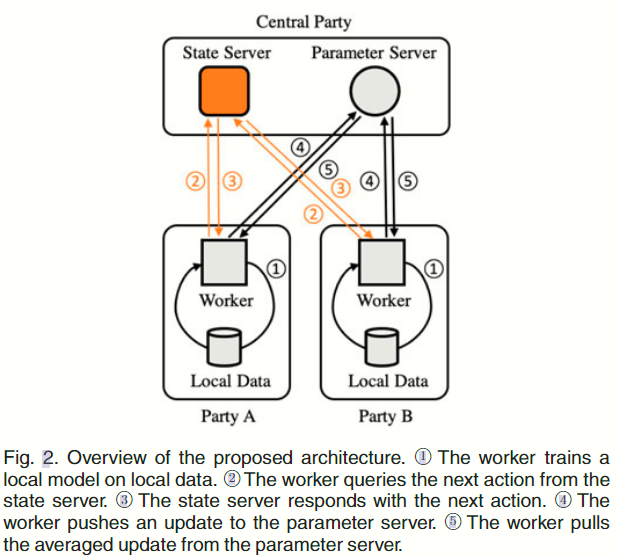 Central Party
State Server Parameter Server
④
⑤
② ③ ③ ④ ⑤
②
① ①
Worker Worker
Local Data Local Data
Party A Party B
Fig. 2. Overview of the proposed architecture. ① The worker trains a
local model on local data. ② The worker queries the next action from the
state server. ③ The state server responds with the next action. ④ The
worker pushes an update to the parameter server. ⑤ The worker pulls
the averaged update from the parameter server.